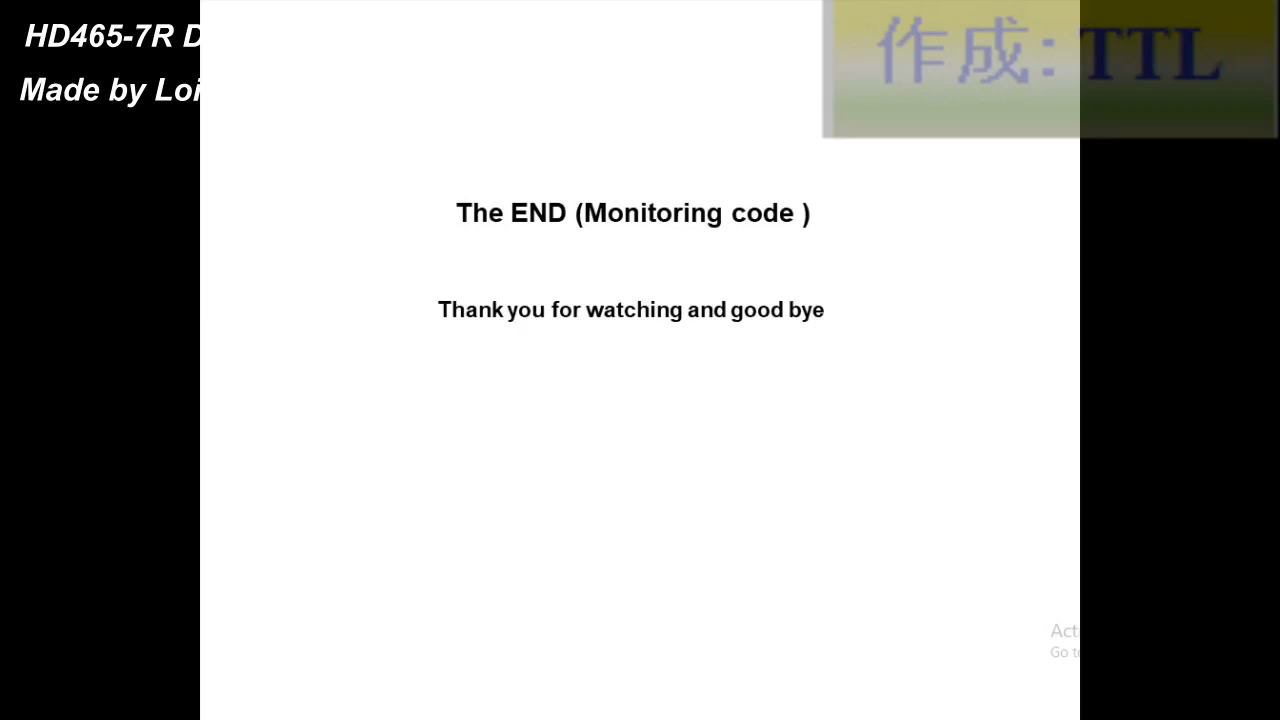 HD465-7R D
Made by Loi
作成: TTL
The END (Monitoring code )
Thank you for watching and good bye
Act
Go to